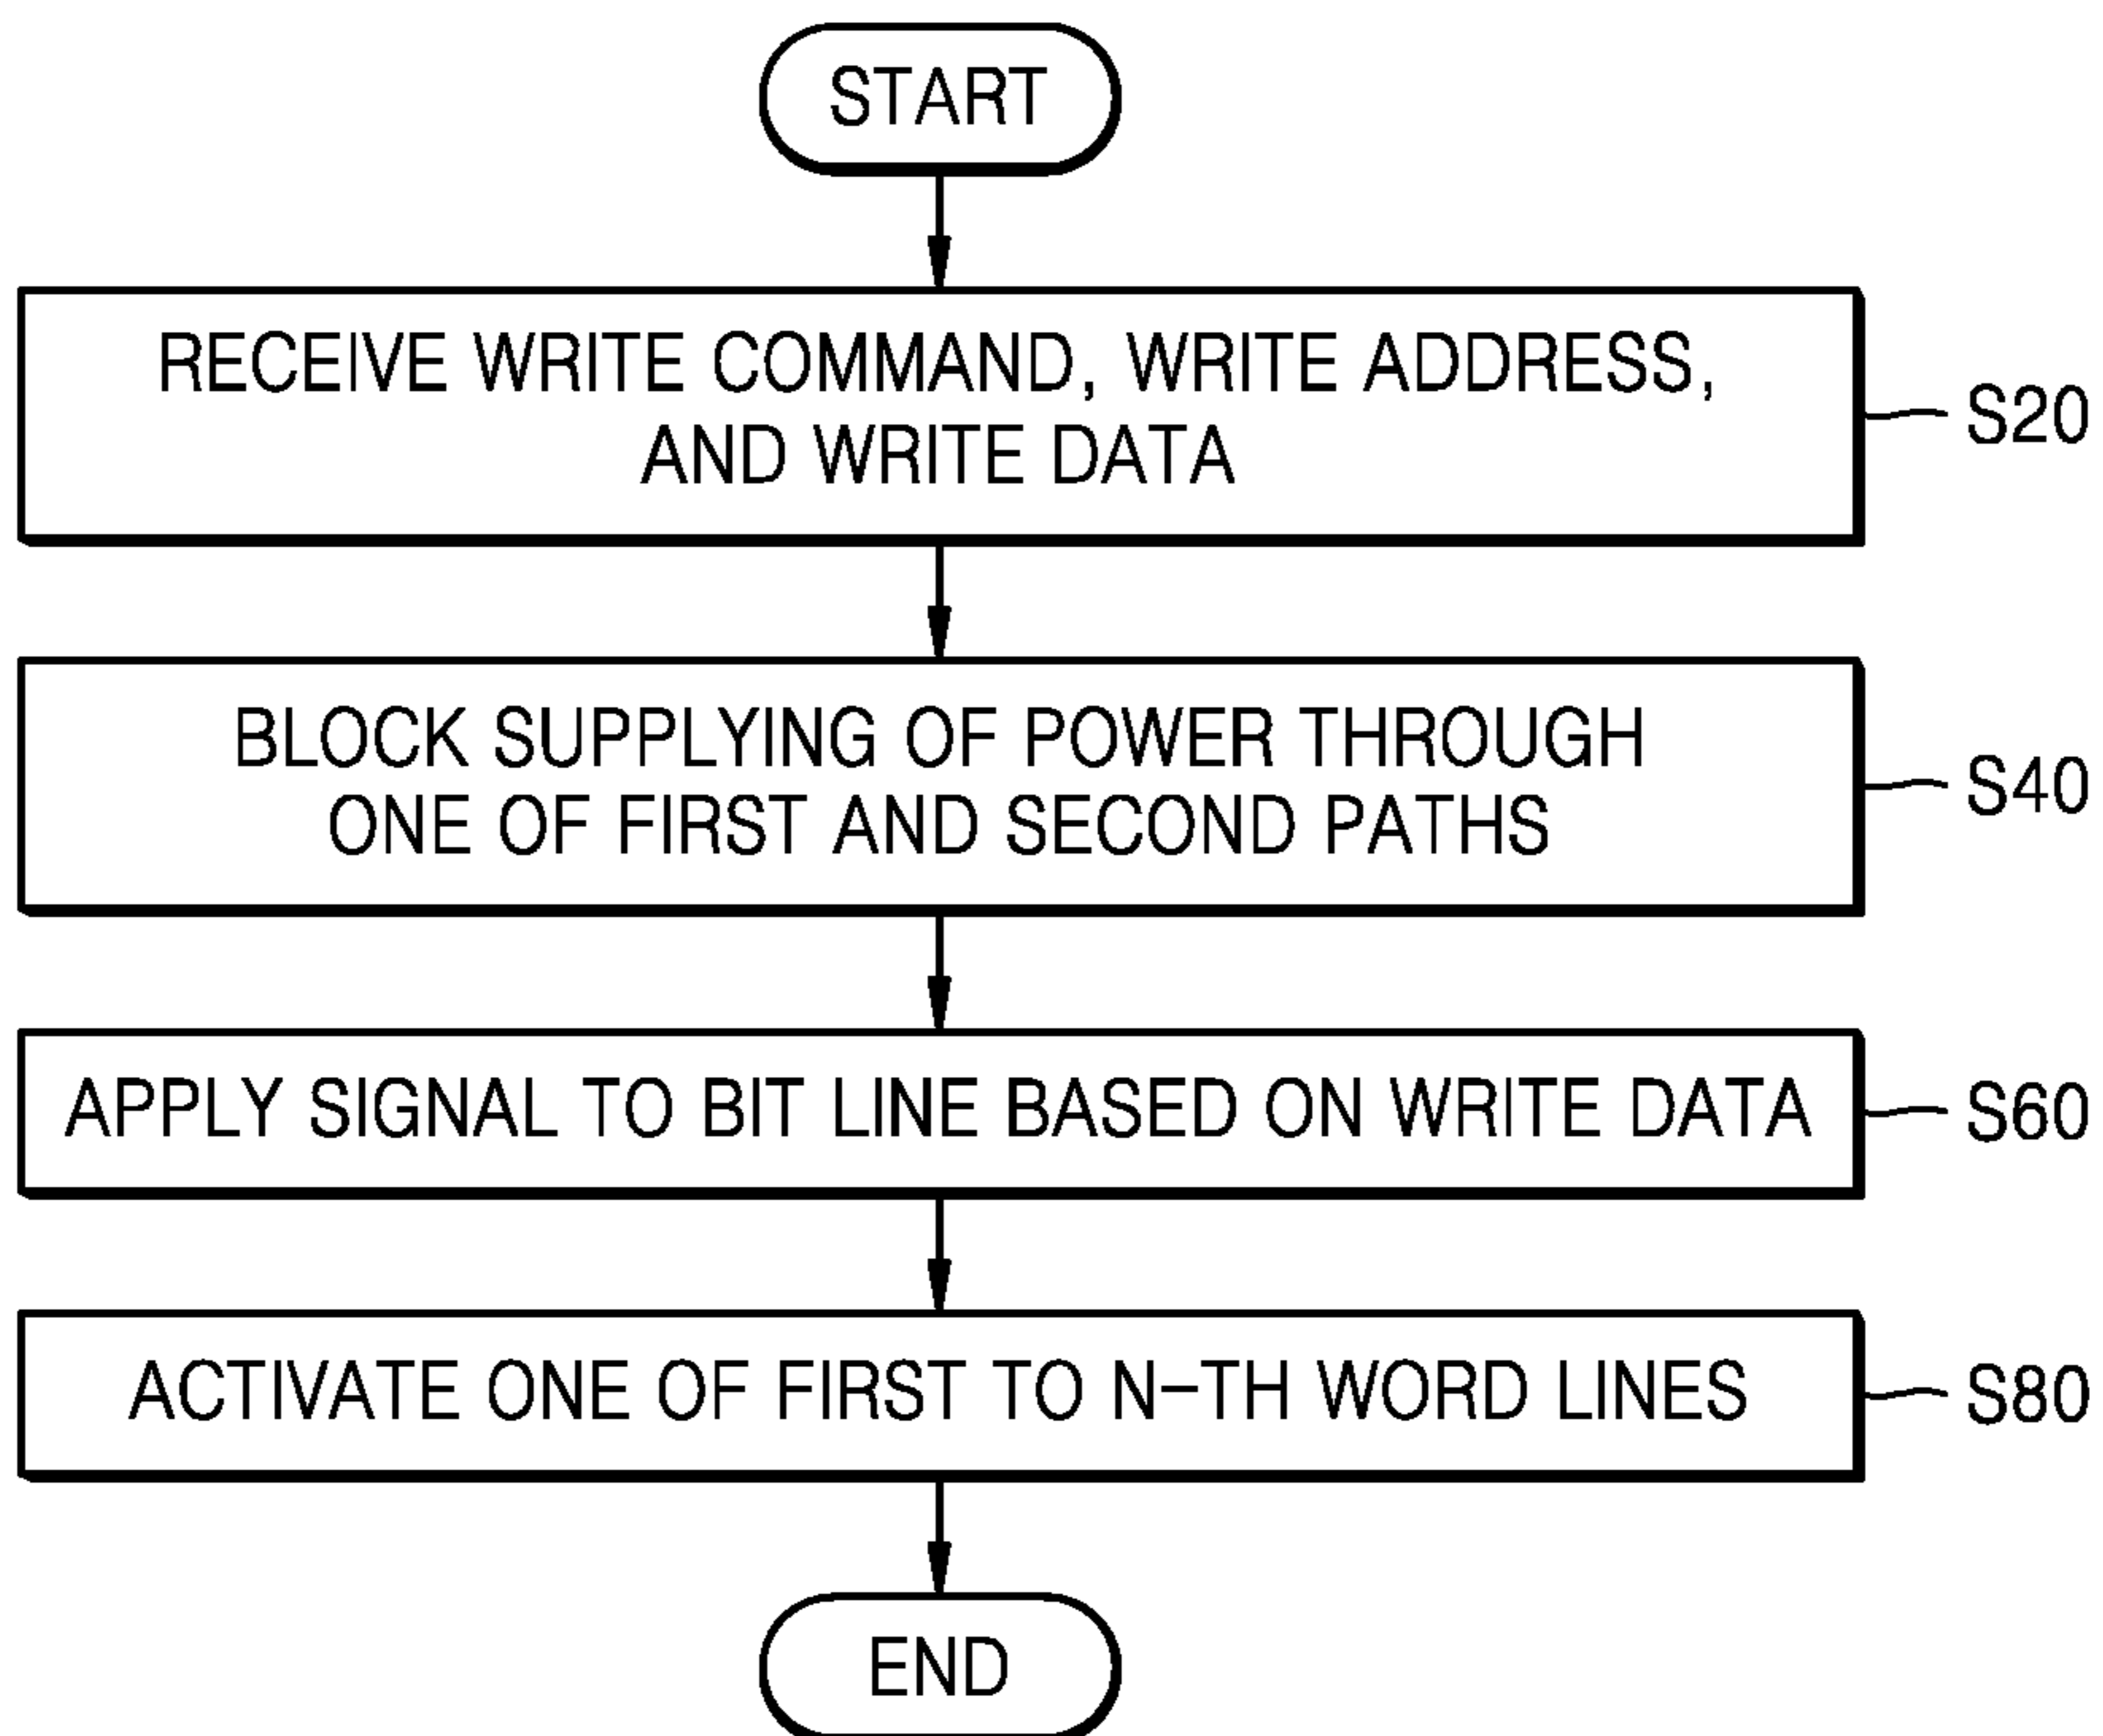 START
RECEIVE WRITE COMMAND, WRITE ADDRESS,
AND WRITE DATA
S20
BLOCK SUPPLYING OF POWER THROUGH
ONE OF FIRST AND SECOND PATHS
S40
APPLY SIGNAL TO BIT LINE BASED ON WRITE DATA
S60
ACTIVATE ONE OF FIRST TO N-TH WORD LINES
S80
END